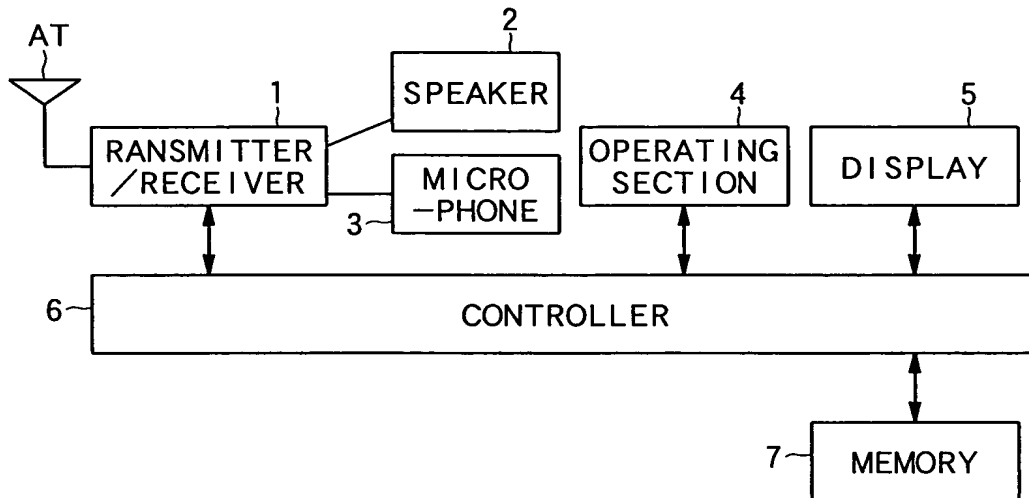 AT
1
2
SPEAKER
RANSMITTER
/RECEIVER
3
MICRO
-PHONE
4
OPERATING
SECTION
5
DISPLAY
6
CONTROLLER
7
MEMORY